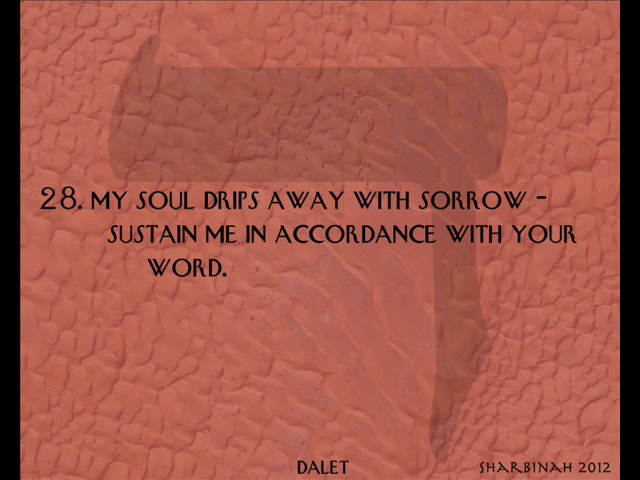 28. MY SOUL DRIPS AWAY WITH SORROW -
SUSTAIN ME IN ACCORDANCE WITH YOUR
WORD.
DALET
SHARBINAH 2012